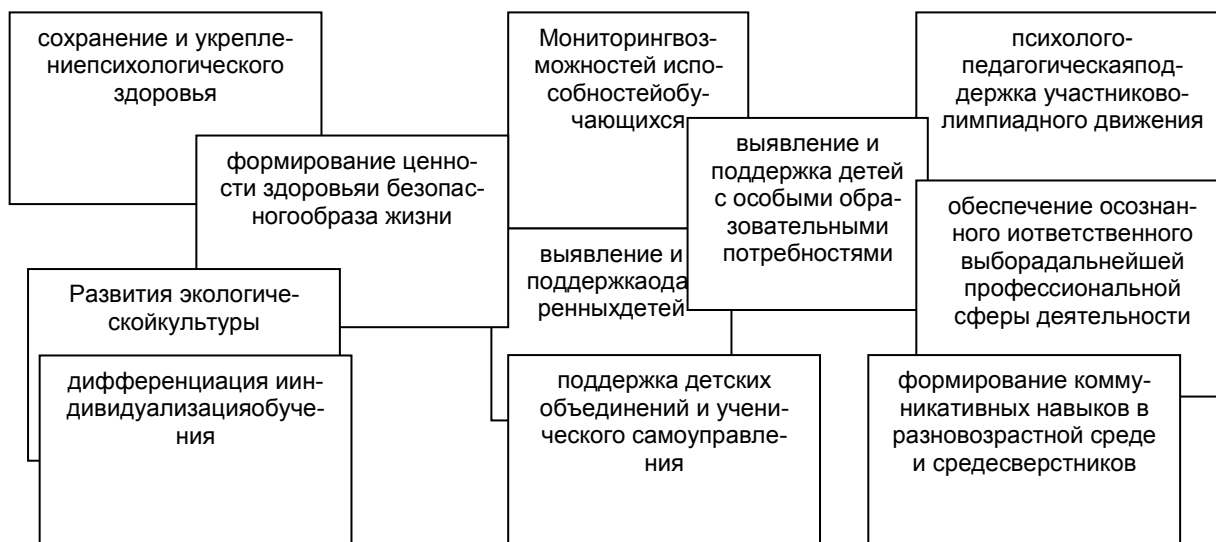 сохранение и укрепле-
ниепсихологического
здоровья
Мониторингвоз-
можностей испо-
собностейобу-
чающихся
психолого-
педагогическаяпод-
держка участниково-
лимпиадного движения
формирование ценно-
сти здоровьяи безопас-
ногообраза жизни
выявление и
поддержка детей
с особыми обра-
зовательными
потребностями
обеспечение осознан-
ного иответственного
выборадальнейшей
профессиональной
сферы деятельности
выявление и
поддержкаода
ренныхдетей
Развития экологиче-
скойкультуры
дифференциация иин-
дивидуализацияобуче-
ния
поддержка детских
объединений и учени-
ческого самоуправле-
ния
формирование комму-
никативных навыков в
разновозрастной среде
и средесверстников